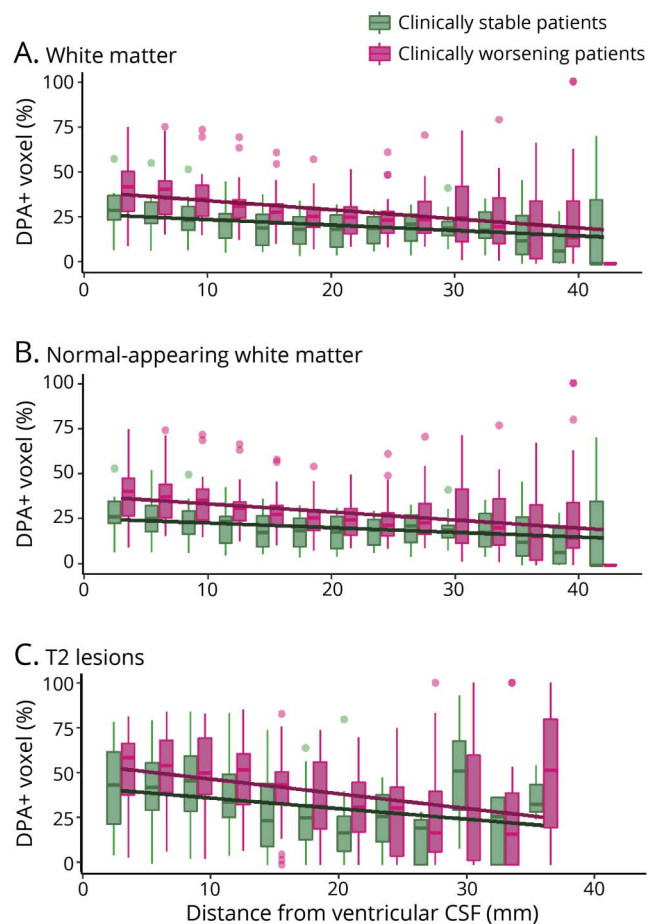 Clinically stable patients
Clinically worsening patients
A. White matter
DPA+ voxel (%)
100
75
50
25
0
0 10 20 30 40
B. Normal-appearing white matter
DPA+ voxel (%)
100
75
50
25
0
0 10 20 30 40
C. T2 lesions
DPA+ voxel (%)
100
75
50
25
0
0 10 20 30 40
Distance from ventricular CSF (mm)